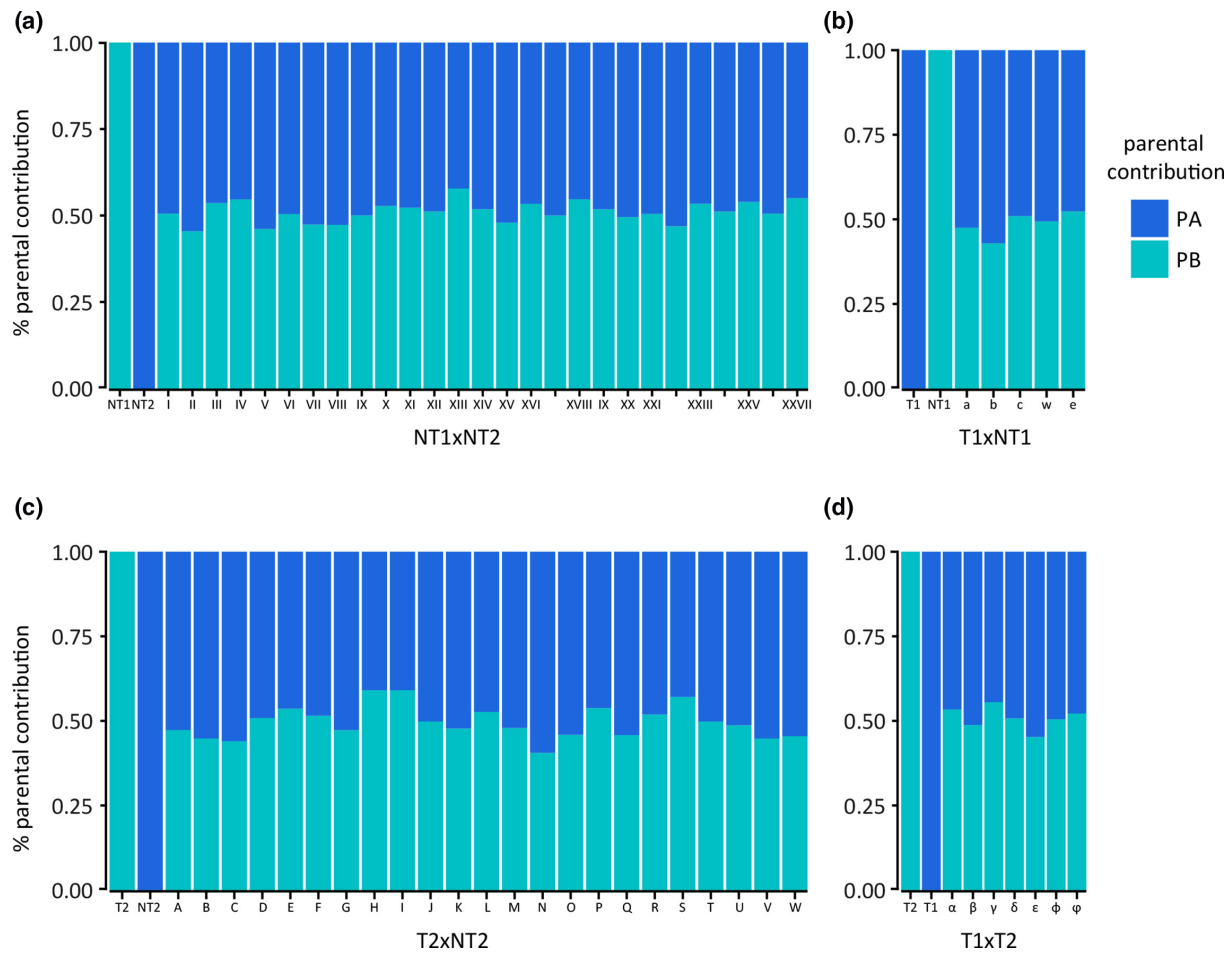 (a)
% parental contribution
1.00
0.75
0.50
0.25
0.00
NT1 NT2 I II III IV V VI VII VIII IX X XI XII XIII XIV XV XVI XVIII IX XX XXI XXIII XXV XXVII
NT1xNT2
(b)
1.00
0.75
0.50
0.25
0.00
T1 NT1 a b c w e
T1xNT1
parental
contribution
PA
PB
(c)
% parental contribution
1.00
0.75
0.50
0.25
0.00
T2 NT2 A B C D E F G H I J K L M N O P Q R S T U V W
T2xNT2
(d)
1.00
0.75
0.50
0.25
0.00
T2 T1 α β γ δ ε ϕ φ
T1xT2